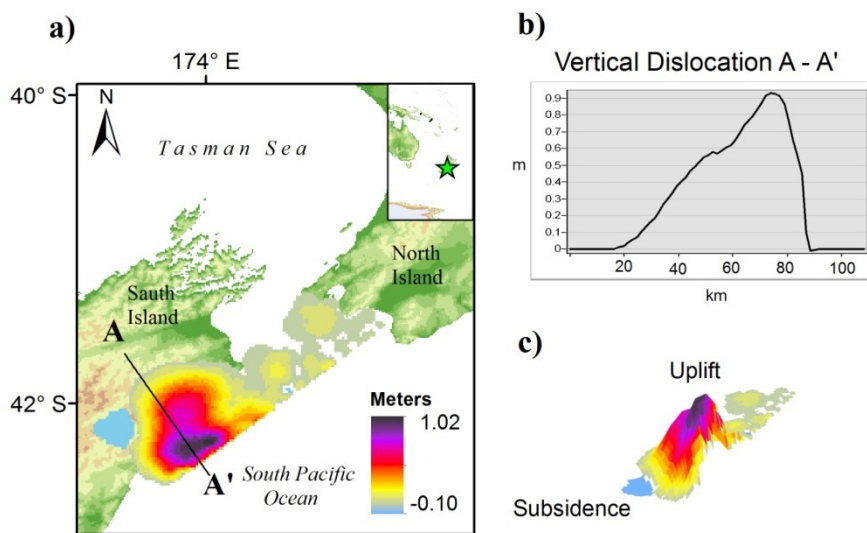 a)
174° E
40° S
N
Tasman Sea
North
Island
Sauth
Island
A
42° S
Meters
1.02
-0.10
A'
South Pacific
Ocean
b)
Vertical Dislocation A - A'
0.9
0.8
0.7
0.6
0.5
0.4
0.3
0.2
0.1
0
m
20 40 60 80 100
km
c)
Uplift
Subsidence